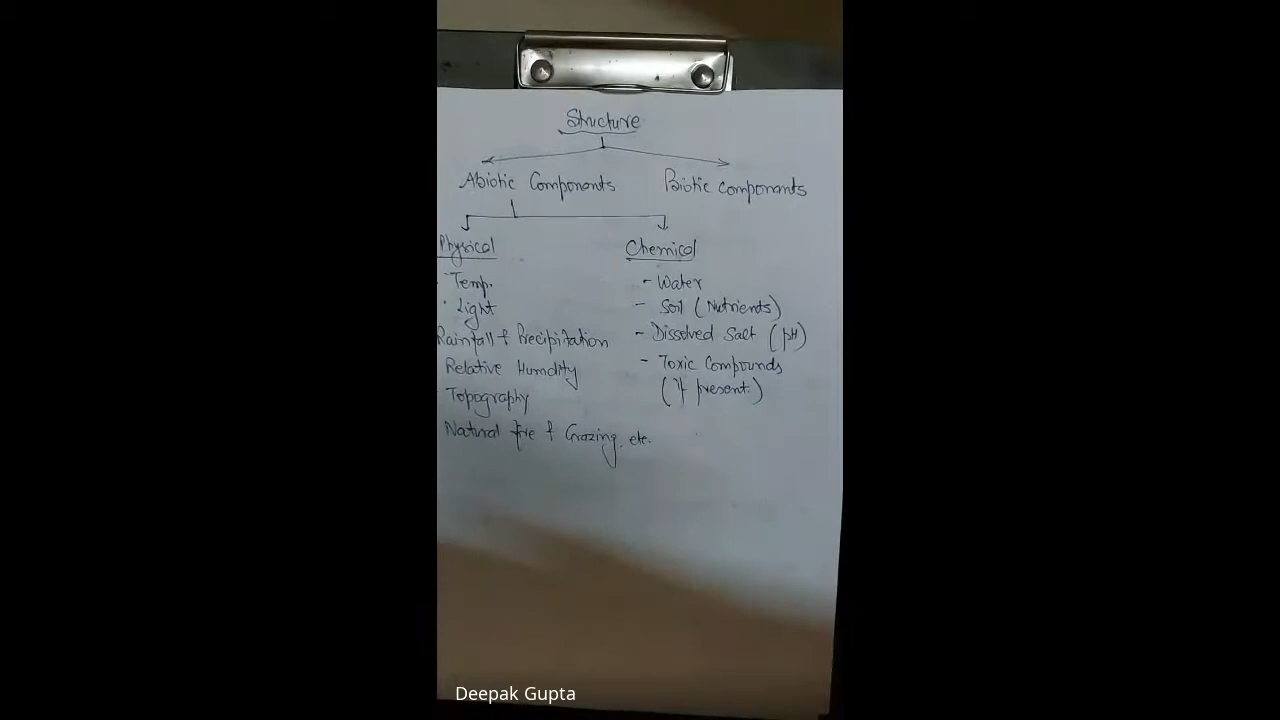 Structure
Abiotic Components Biotic Components
Physical
- Temp.
· Light
Rainfall & Precipitation
Relative Humdity
Topography
Natural fire & Grazing. etc.
Chemical
- Water
- Soil (Nutrients)
- Dissolved Salt (pH)
- Toxic Compounds
(if present.)
Deepak Gupta